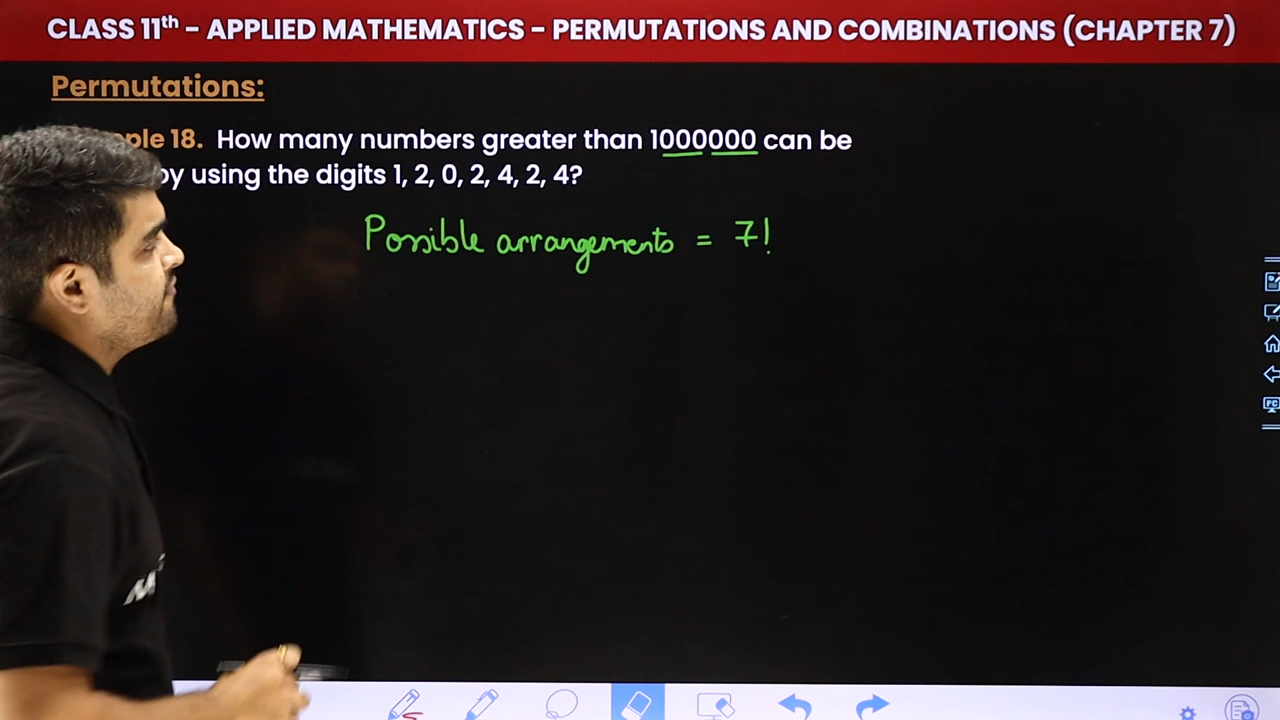 CLASS 11th – APPLIED MATHEMATICS – PERMUTATIONS AND COMBINATIONS (CHAPTER 7)
Permutations:
ple 18. How many numbers greater than 1000000 can be
by using the digits 1, 2, 0, 2, 4, 2, 4?
Possible arrangements = 7!